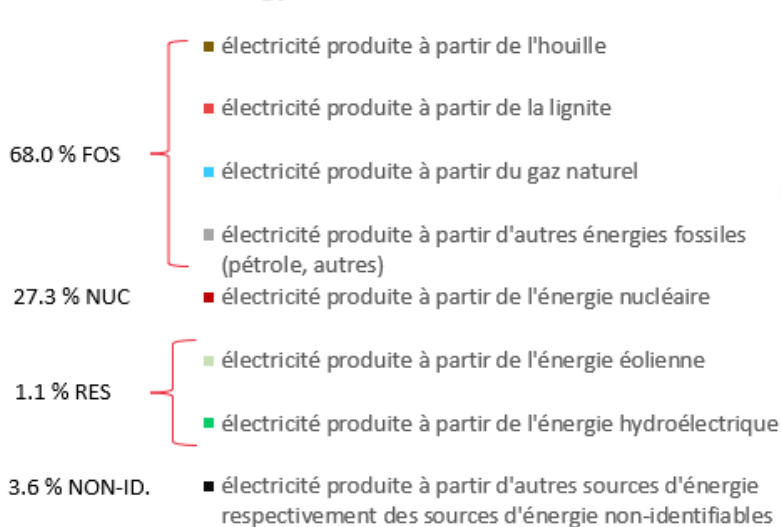 électricité produite à partir de l'houille
électricité produite à partir de la lignite
68.0 % FOS
électricité produite à partir du gaz naturel
électricité produite à partir d'autres énergies fossiles
(pétrole, autres)
27.3 % NUC
électricité produite à partir de l'énergie nucléaire
électricité produite à partir de l'énergie éolienne
1.1 % RES
électricité produite à partir de l'énergie hydroélectrique
3.6 % NON-ID.
électricité produite à partir d'autres sources d'énergie
respectivement des sources d'énergie non-identifiables